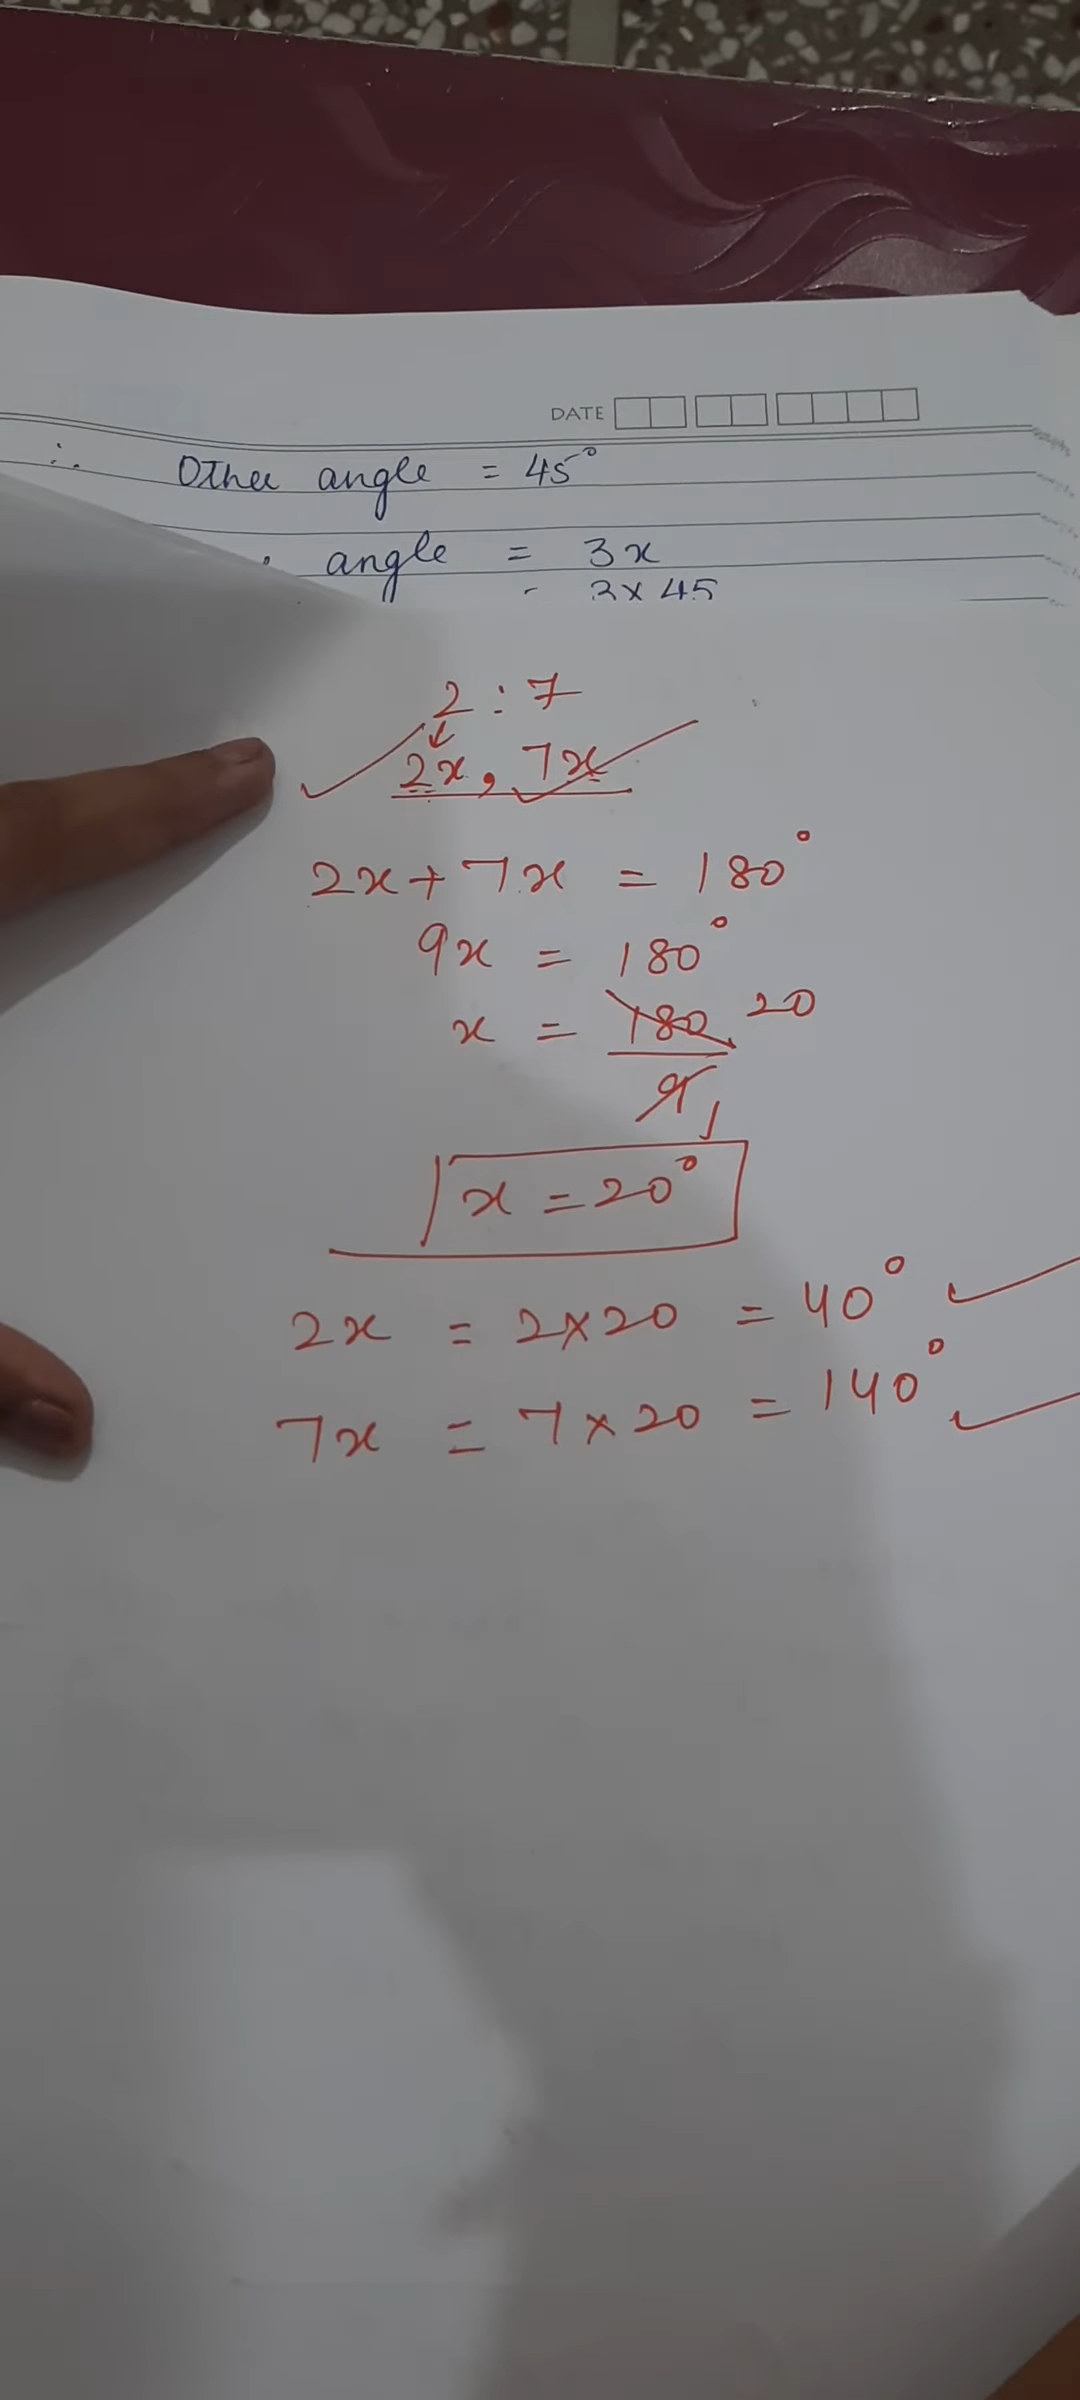 DATE
∴ Other angle = 45°
angle = 3x
= 3×45
2 : 7
2x, 7x
2x + 7x = 180°
9x = 180°
x = 180 20
9 1
x = 20°
2x = 2×20 = 40°
7x = 7×20 = 140°